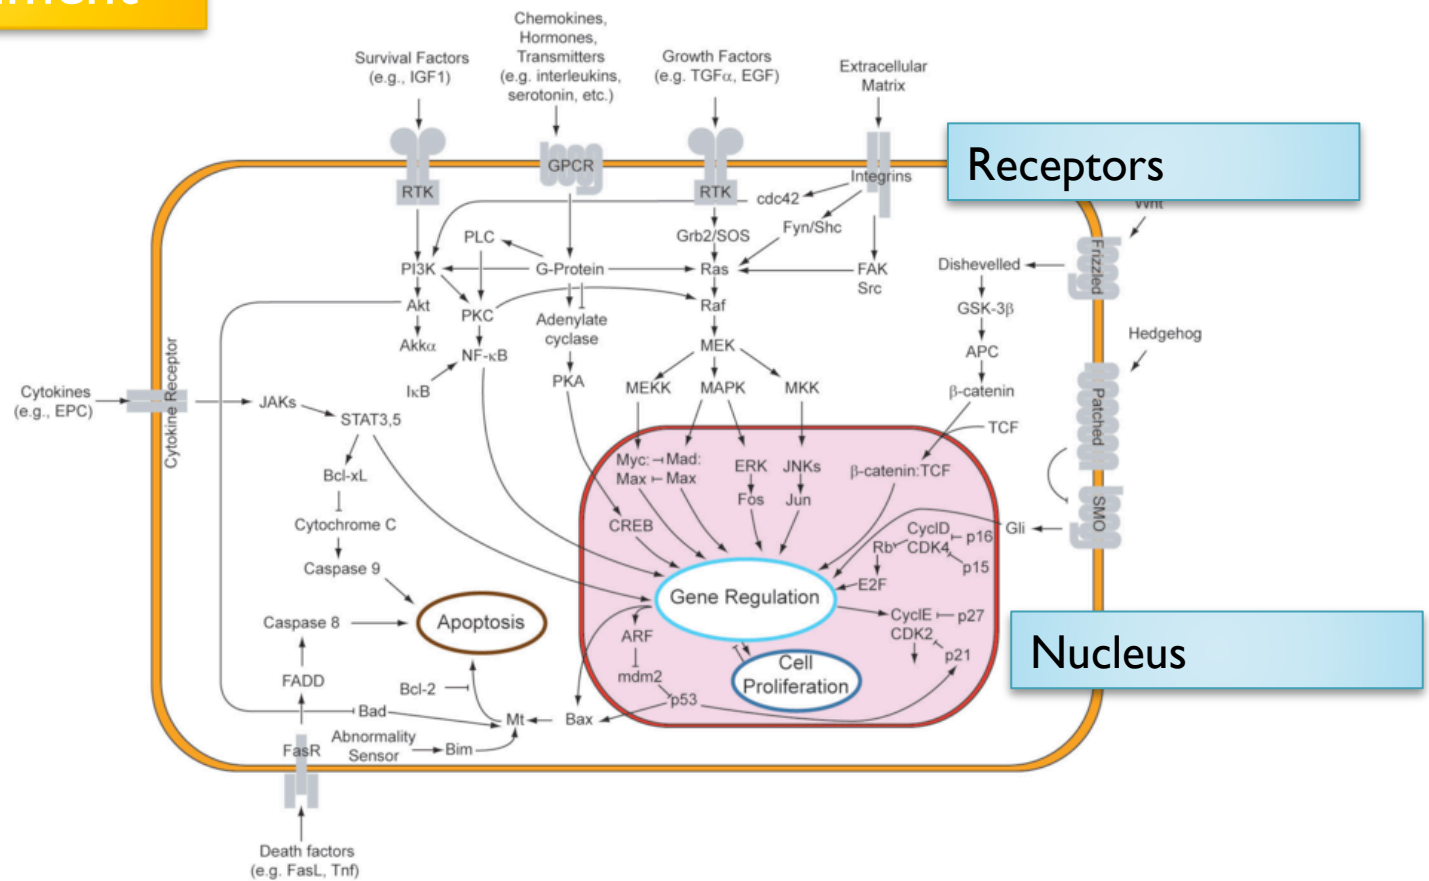 Chemokines,
Hormones,
Transmitters
(e.g. interleukins,
serotonin, etc.)
Survival Factors
(e.g., IGF1)
Growth Factors
(e.g. TGFα, EGF)
Extracellular
Matrix
Receptors
RTK
GPCR
RTK
Integrins
cdc42
Fyn/Shc
Wnt
Frizzled
PLC
Grb2/SOS
PI3K
G-Protein
Ras
FAK
Src
Dishevelled
Akt
PKC
Adenylate
cyclase
Raf
GSK-3β
Akkα
NF-κB
MEK
APC
Hedgehog
IκB
PKA
MEKK
MAPK
MKK
β-catenin
Patched
Cytokines
(e.g., EPC)
Cytokine Receptor
JAKs
STAT3,5
TCF
Myc:
Max
Mad:
Max
ERK
JNKs
β-catenin:TCF
Bcl-xL
Fos
Jun
SMO
Cytochrome C
CREB
Gli
CyclD
CDK4
p16
Rb
p15
Caspase 9
E2F
Gene Regulation
Caspase 8
Apoptosis
ARF
CyclE
CDK2
p27
p21
Nucleus
FADD
Bcl-2
mdm2
Cell
Proliferation
p53
Bad
Mt
Bax
FasR
Abnormality
Sensor
Bim
Death factors
(e.g. FasL, Tnf)